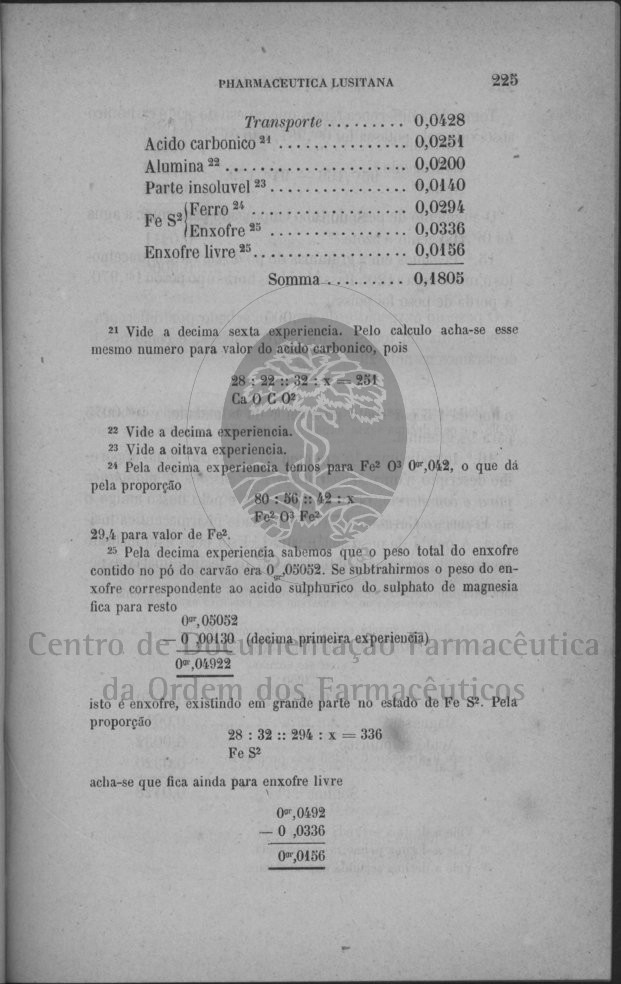 PHARMACEUTICA LUSITANA 225
Transporte ......... 0,0428
Acido carbonico ²¹ ............... 0,0251
Alumina ²² ...................... 0,0200
Parte insoluvel ²³ ................ 0,0140
Fe S² { Ferro ²⁴ ................... 0,0294
Enxofre ²⁵ ................ 0,0336
Enxofre livre ²⁵ ................... 0,0156
Somma ......... 0,1805
²¹ Vide a decima sexta experiencia. Pelo calculo acha-se esse
mesmo numero para valor do acido carbonico, pois
28 : 22 :: 32 : x = 251
Ca O C O²
²² Vide a decima experiencia.
²³ Vide a oitava experiencia.
²⁴ Pela decima experiencia temos para Fe² O³ 0ᵍʳ,042, o que dá
pela proporção
80 : 56 :: 42 : x
Fe² O³ Fe²
29,4 para valor de Fe².
²⁵ Pela decima experiencia sabemos que o peso total do enxofre
contido no pó do carvão era 0gr,05052. Se subtrahirmos o peso do en-
xofre correspondente ao acido sulphurico do sulphato de magnesia
fica para resto
0ᵍʳ,05052
— 0 ,00130 (decima primeira experiencia)
0ᵍʳ,04922
Centro de Documentação Farmacêutica
da Ordem dos Farmacêuticos
isto é enxofre, existindo em grande parte no estado de Fe S². Pela
proporção
28 : 32 :: 294 : x = 336
Fe S²
acha-se que fica ainda para enxofre livre
0ᵍʳ,0492
— 0 ,0336
0ᵍʳ,0156